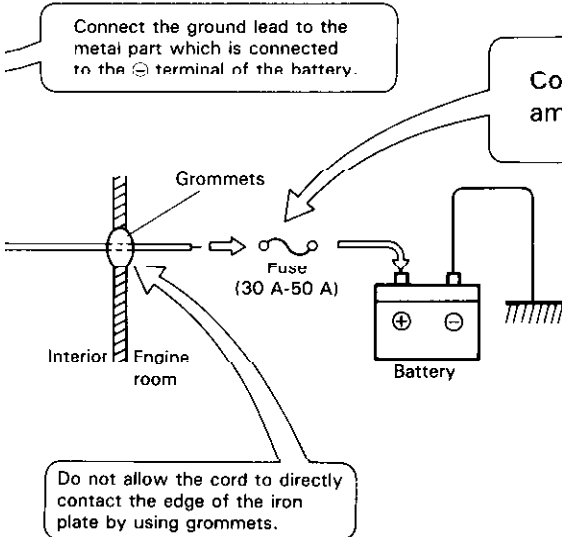 Connect the ground lead to the
metal part which is connected
to the ⊖ terminal of the battery.
Co
am
Grommets
Fuse
(30 A-50 A)
⊕ ⊖
Battery
Interior Engine
room
Do not allow the cord to directly
contact the edge of the iron
plate by using grommets.